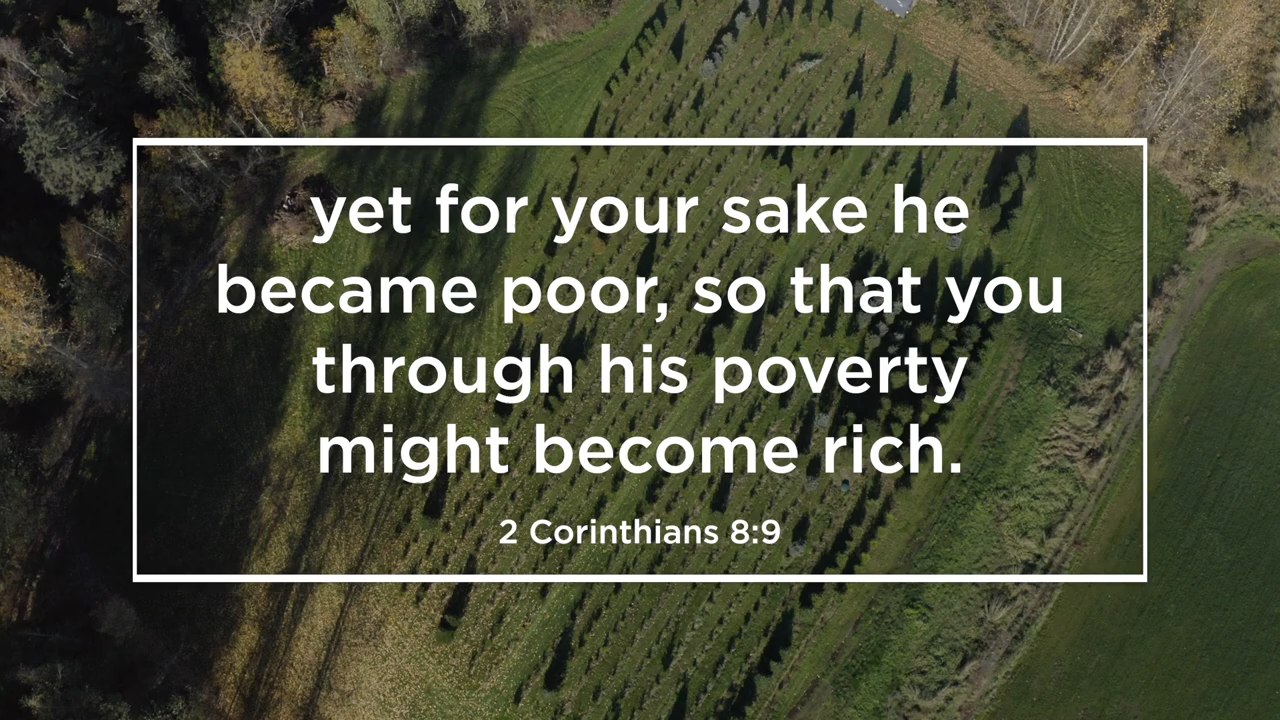 yet for your sake he
became poor, so that you
through his poverty
might become rich.
2 Corinthians 8:9